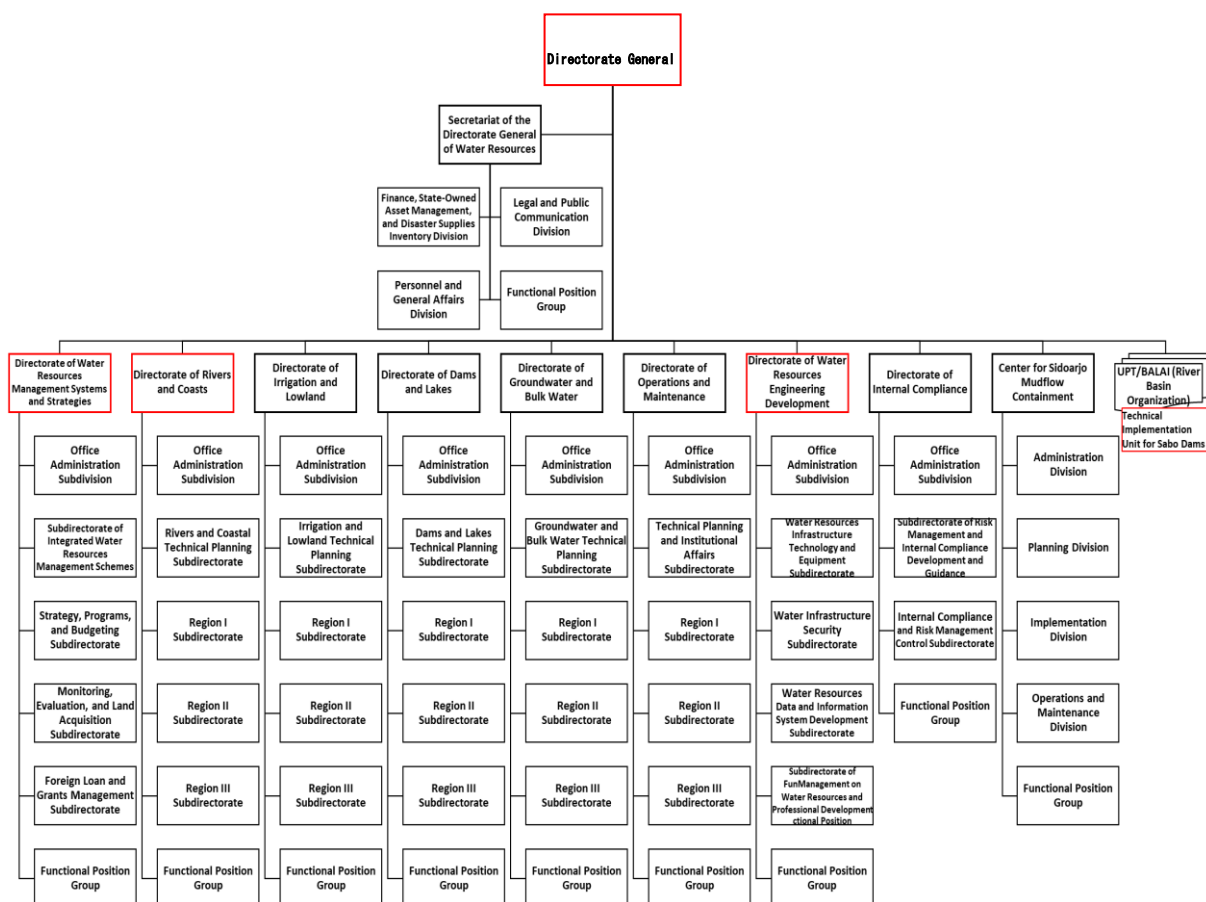 Directorate General
Secretariat of the
Directorate General
of Water Resources
Finance, State-Owned
Asset Management,
and Disaster Supplies
Inventory Division
Legal and Public
Communication
Division
Personnel and
General Affairs
Division
Functional Position
Group
Directorate of Water
Resources
Management Systems
and Strategies
Directorate of Rivers
and Coasts
Directorate of
Irrigation and
Lowland
Directorate of Dams
and Lakes
Directorate of
Groundwater and
Bulk Water
Directorate of
Operations and
Maintenance
Directorate of Water
Resources
Engineering
Development
Directorate of
Internal Compliance
Center for Sidoarjo
Mudflow
Containment
UPT/BALAI (River
Basin
Organization)
Technical
Implementation
Unit for Sabo Dams
Office
Administration
Subdivision
Office
Administration
Subdivision
Office
Administration
Subdivision
Office
Administration
Subdivision
Office
Administration
Subdivision
Office
Administration
Subdivision
Office
Administration
Subdivision
Office
Administration
Subdivision
Administration
Division
Subdirectorate of
Integrated Water
Resources
Management Schemes
Rivers and Coastal
Technical Planning
Subdirectorate
Irrigation and
Lowland Technical
Planning
Subdirectorate
Dams and Lakes
Technical Planning
Subdirectorate
Groundwater and
Bulk Water Technical
Planning
Subdirectorate
Technical Planning
and Institutional
Affairs
Subdirectorate
Water Resources
Infrastructure
Technology and
Equipment
Subdirectorate
Subdirectorate of Risk
Management and
Internal Compliance
Development and
Guidance
Planning Division
Strategy, Programs,
and Budgeting
Subdirectorate
Region I
Subdirectorate
Region I
Subdirectorate
Region I
Subdirectorate
Region I
Subdirectorate
Region I
Subdirectorate
Water Infrastructure
Security
Subdirectorate
Internal Compliance
and Risk Management
Control Subdirectorate
Implementation
Division
Monitoring,
Evaluation, and Land
Acquisition
Subdirectorate
Region II
Subdirectorate
Region II
Subdirectorate
Region II
Subdirectorate
Region II
Subdirectorate
Region II
Subdirectorate
Water Resources
Data and Information
System Development
Subdirectorate
Functional Position
Group
Operations and
Maintenance
Division
Foreign Loan and
Grants Management
Subdirectorate
Region III
Subdirectorate
Region III
Subdirectorate
Region III
Subdirectorate
Region III
Subdirectorate
Region III
Subdirectorate
Subdirectorate of
FunManagement on
Water Resources and
Professional Development
ctional Position
Functional Position
Group
Functional Position
Group
Functional Position
Group
Functional Position
Group
Functional Position
Group
Functional Position
Group
Functional Position
Group
Functional Position
Group